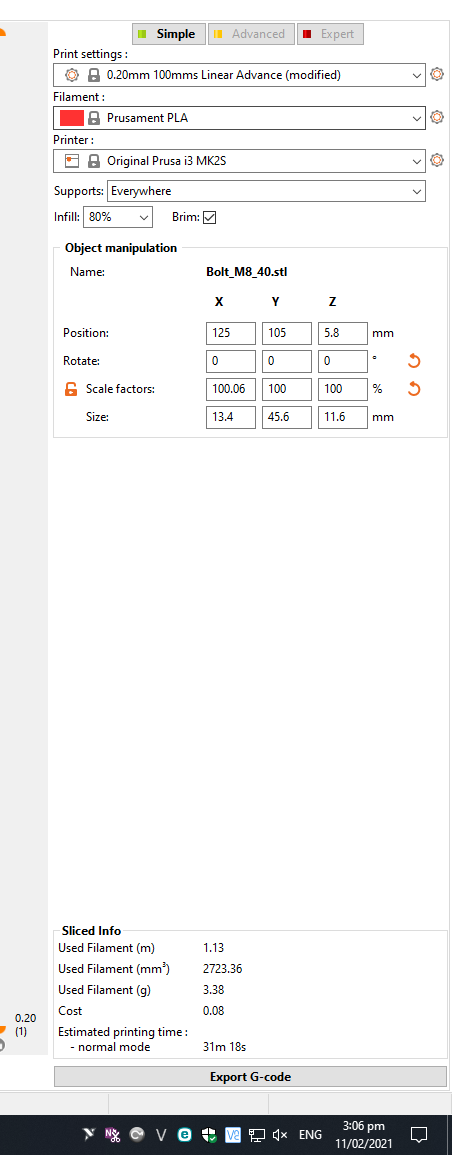 Simple Advanced Expert
Print settings :
0.20mm 100mms Linear Advance (modified)
Filament :
Prusament PLA
Printer :
Original Prusa i3 MK2S
Supports: Everywhere
Infill: 80% Brim:
Object manipulation
Name: Bolt_M8_40.stl
X Y Z
Position: 125 105 5.8 mm
Rotate: 0 0 0 °
Scale factors: 100.06 100 100 %
Size: 13.4 45.6 11.6 mm
Sliced Info
Used Filament (m) 1.13
Used Filament (mm³) 2723.36
Used Filament (g) 3.38
Cost 0.08
0.20
(1)
Estimated printing time :
- normal mode 31m 18s
Export G-code
ENG
3:06 pm
11/02/2021